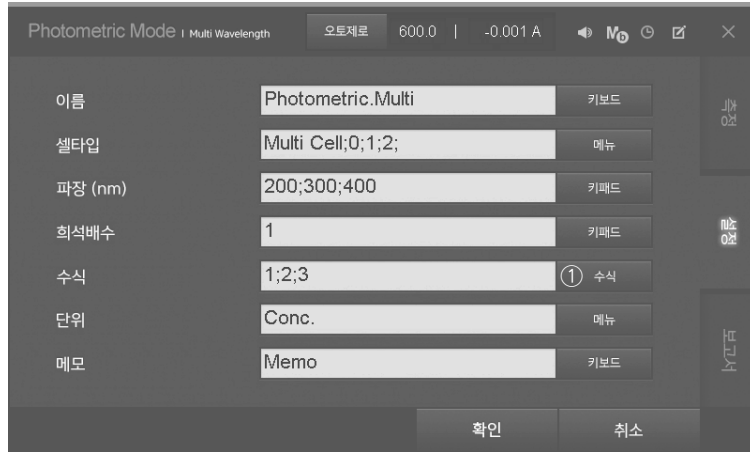 Photometric Mode | Multi Wavelength 오토제로 600.0 | -0.001 A Mb
이름 Photometric.Multi 키보드
셀타입 Multi Cell;0;1;2; 메뉴
파장 (nm) 200;300;400 키패드
희석배수 1 키패드
수식 1;2;3 ① 수식
단위 Conc. 메뉴
메모 Memo 키보드
측정
설정
보고서
확인 취소